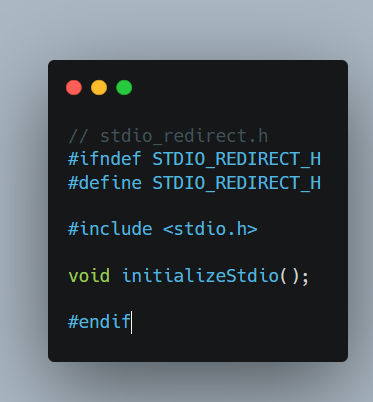 // stdio_redirect.h
#ifndef STDIO_REDIRECT_H
#define STDIO_REDIRECT_H
#include <stdio.h>
void initializeStdio();
#endif